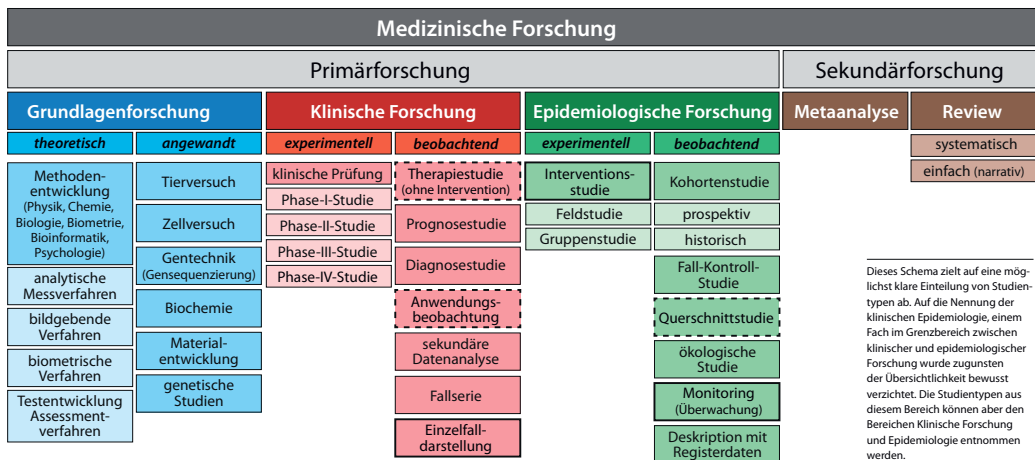 Medizinische Forschung
Primärforschung
Sekundärforschung
Grundlagenforschung
Klinische Forschung
Epidemiologische Forschung
Metaanalyse
Review
theoretisch
angewandt
experimentell
beobachtend
experimentell
beobachtend
systematisch
einfach (narrativ)
Methoden-
entwicklung
(Physik, Chemie,
Biologie, Biometrie,
Bioinformatik,
Psychologie)
analytische
Messverfahren
bildgebende
Verfahren
biometrische
Verfahren
Testentwicklung
Assessment-
verfahren
Tierversuch
Zellversuch
Gentechnik
(Gensequenzierung)
Biochemie
Material-
entwicklung
genetische
Studien
klinische Prüfung
Phase-I-Studie
Phase-II-Studie
Phase-III-Studie
Phase-IV-Studie
Therapiestudie
(ohne Intervention)
Prognosestudie
Diagnosestudie
Anwendungs-
beobachtung
sekundäre
Datenanalyse
Fallserie
Einzelfall-
darstellung
Interventions-
studie
Feldstudie
Gruppenstudie
Kohortenstudie
prospektiv
historisch
Fall-Kontroll-
Studie
Querschnittstudie
ökologische
Studie
Monitoring
(Überwachung)
Deskription mit
Registerdaten
Dieses Schema zielt auf eine mög-
lichst klare Einteilung von Studien-
typen ab. Auf die Nennung der
klinischen Epidemiologie, einem
Fach im Grenzbereich zwischen
klinischer und epidemiologischer
Forschung wurde zugunsten
der Übersichtlichkeit bewusst
verzichtet. Die Studientypen aus
diesem Bereich können aber den
Bereichen Klinische Forschung
und Epidemiologie entnommen
werden.